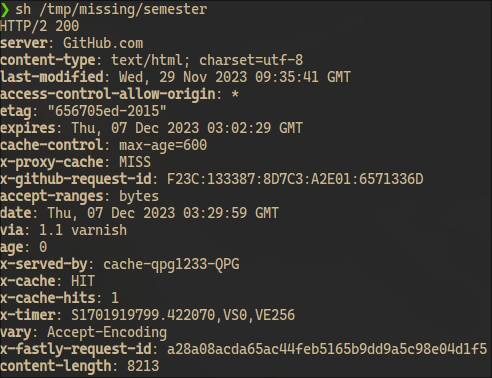 ❯ sh /tmp/missing/semester
HTTP/2 200
server: GitHub.com
content-type: text/html; charset=utf-8
last-modified: Wed, 29 Nov 2023 09:35:41 GMT
access-control-allow-origin: *
etag: "656705ed-2015"
expires: Thu, 07 Dec 2023 03:02:29 GMT
cache-control: max-age=600
x-proxy-cache: MISS
x-github-request-id: F23C:133387:8D7C3:A2E01:6571336D
accept-ranges: bytes
date: Thu, 07 Dec 2023 03:29:59 GMT
via: 1.1 varnish
age: 0
x-served-by: cache-qpg1233-QPG
x-cache: HIT
x-cache-hits: 1
x-timer: S1701919799.422070,VS0,VE256
vary: Accept-Encoding
x-fastly-request-id: a28a08acda65ac44feb5165b9dd9a5c98e04d1f5
content-length: 8213